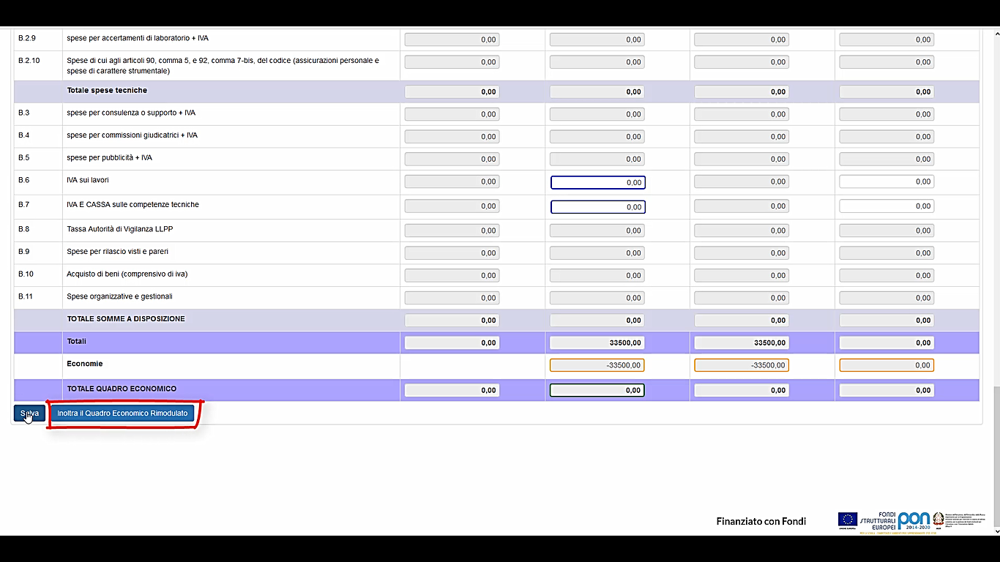 B.2.9 spese per accertamenti di laboratorio + IVA 0,00 0,00 0,00 0,00
B.2.10 Spese di cui agli articoli 90, comma 5, e 92, comma 7-bis, del codice (assicurazioni personale e 0,00 0,00 0,00 0,00
spese di carattere strumentale)
Totale spese tecniche 0,00 0,00 0,00 0,00
B.3 spese per consulenza o supporto + IVA 0,00 0,00 0,00 0,00
B.4 spese per commissioni giudicatrici + IVA 0,00 0,00 0,00 0,00
B.5 spese per pubblicità + IVA 0,00 0,00 0,00 0,00
B.6 IVA sui lavori 0,00 0,00 0,00 0,00
B.7 IVA E CASSA sulle competenze tecniche 0,00 0,00 0,00 0,00
B.8 Tassa Autorità di Vigilanza LLPP 0,00 0,00 0,00 0,00
B.9 Spese per rilascio visti e pareri 0,00 0,00 0,00 0,00
B.10 Acquisto di beni (comprensivo di iva) 0,00 0,00 0,00 0,00
B.11 Spese organizzative e gestionali 0,00 0,00 0,00 0,00
TOTALE SOMME A DISPOSIZIONE 0,00 0,00 0,00 0,00
Totali 0,00 33500,00 33500,00 0,00
Economie -33500,00 -33500,00 0,00
TOTALE QUADRO ECONOMICO 0,00 0,00 0,00 0,00
Salva Inoltra il Quadro Economico Rimodulato
Finanziato con Fondi
FONDI
STRUTTURALI
EUROPEI
pon
2014-2020